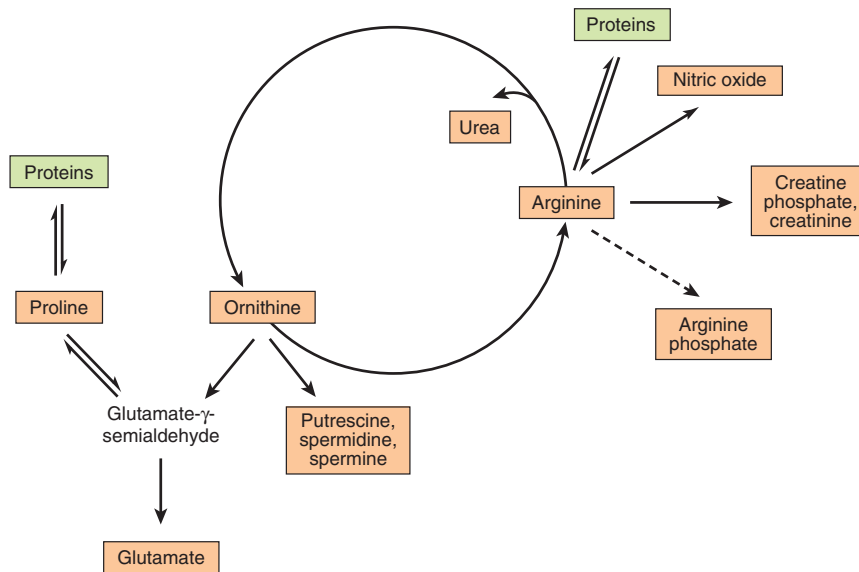 Proteins
Nitric oxide
Urea
Proteins
Arginine
Creatine
phosphate,
creatinine
Proline
Ornithine
Arginine
phosphate
Glutamate-γ-
semialdehyde
Putrescine,
spermidine,
spermine
Glutamate